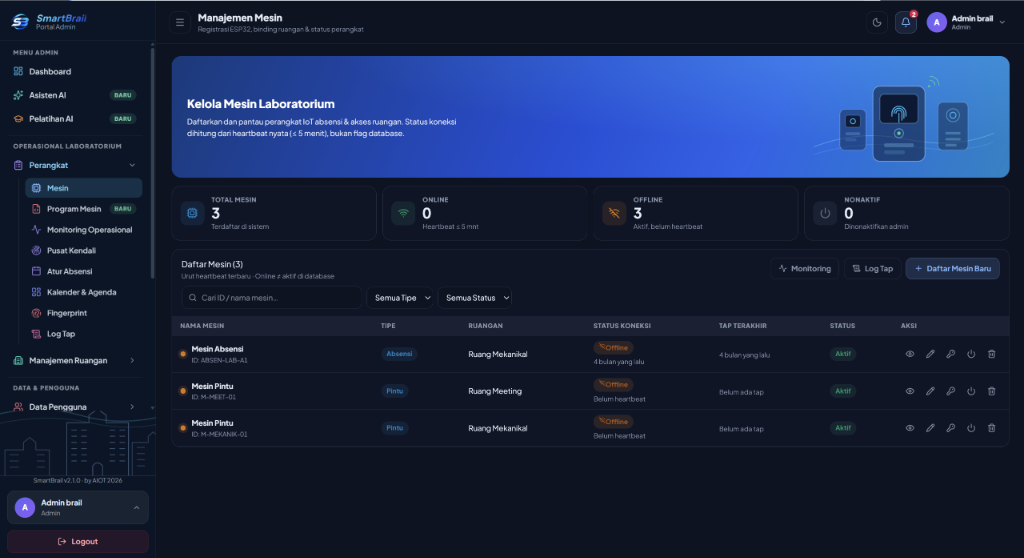 SmartBrail
Portal Admin
MENU ADMIN
Dashboard
Asisten AI BARU
Pelatihan AI BARU
OPERASIONAL LABORATORIUM
Perangkat
Mesin
Program Mesin BARU
Monitoring Operasional
Pusat Kendali
Atur Absensi
Kalender & Agenda
Fingerprint
Log Tap
Manajemen Ruangan
DATA & PENGGUNA
Data Pengguna
SmartBrail v2.1.0 · by AIOT 2026
A Admin brail
Admin
Logout
Manajemen Mesin
Registrasi ESP32, binding ruangan & status perangkat
2
A Admin brail
Admin
Kelola Mesin Laboratorium
Daftarkan dan pantau perangkat IoT absensi & akses ruangan. Status koneksi
dihitung dari heartbeat nyata (≤ 5 menit), bukan flag database.
TOTAL MESIN
3
Terdaftar di sistem
ONLINE
0
Heartbeat ≤ 5 mnt
OFFLINE
3
Aktif, belum heartbeat
NONAKTIF
0
Dinonaktifkan admin
Daftar Mesin (3)
Urut heartbeat terbaru · Online ≠ aktif di database
Monitoring Log Tap + Daftar Mesin Baru
Cari ID / nama mesin... Semua Tipe Semua Status
NAMA MESIN TIPE RUANGAN STATUS KONEKSI TAP TERAKHIR STATUS AKSI
Mesin Absensi
ID: ABSEN-LAB-A1 Absensi Ruang Mekanikal Offline
4 bulan yang lalu 4 bulan yang lalu Aktif
Mesin Pintu
ID: M-MEET-01 Pintu Ruang Meeting Offline
Belum heartbeat Belum ada tap Aktif
Mesin Pintu
ID: M-MEKANIK-01 Pintu Ruang Mekanikal Offline
Belum heartbeat Belum ada tap Aktif